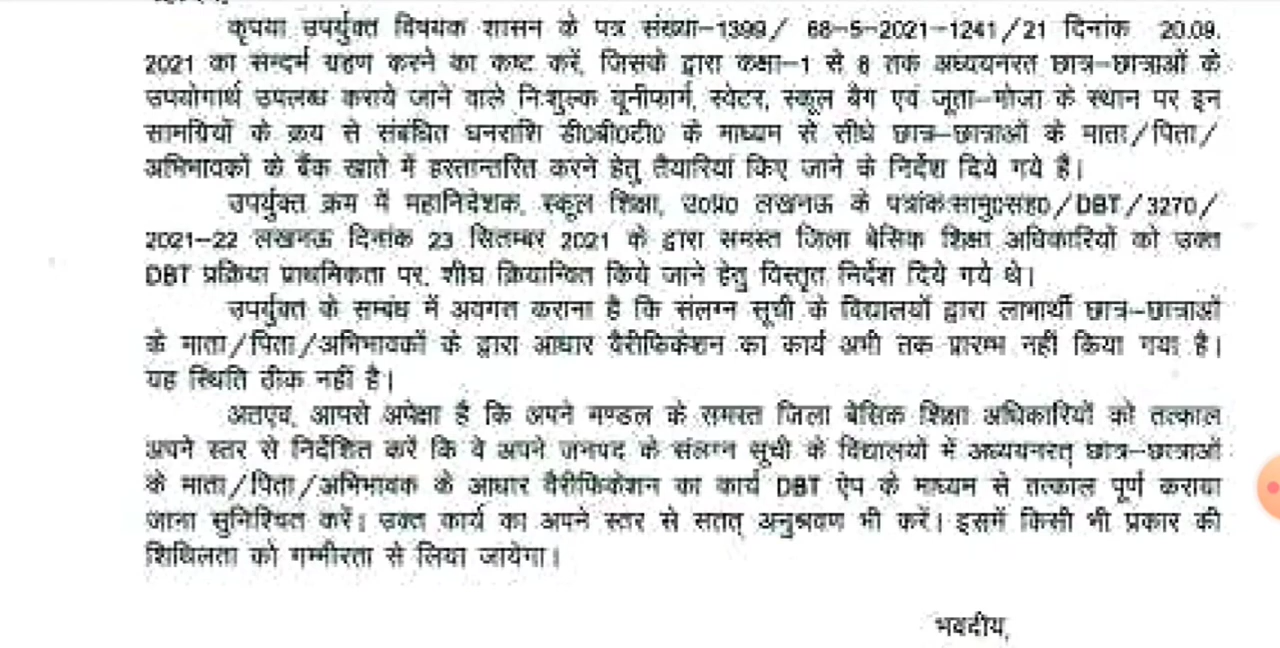 कृपया उपर्युक्त विषयक शासन के पत्र संख्या–1399/ 68–5–2021–1241/21 दिनांक 20.09.
2021 का सन्दर्भ ग्रहण करने का कष्ट करें, जिसके द्वारा कक्षा–1 से 8 तक अध्ययनरत छात्र–छात्राओं के
उपयोगार्थ उपलब्ध कराये जाने वाले निःशुल्क यूनीफार्म, स्वेटर, स्कूल बैग एवं जूता–मोजा के स्थान पर इन
सामग्रियों के क्रय से संबंधित धनराशि डी०बी०टी० के माध्यम से सीधे छात्र–छात्राओं के माता/पिता/
अभिभावकों के बैंक खाते में हस्तान्तरित करने हेतु तैयारियां किए जाने के निर्देश दिये गये हैं।
उपर्युक्त क्रम में महानिदेशक, स्कूल शिक्षा, उ०प्र० लखनऊ के पत्रांक:सामु०सह०/DBT/3270/
2021–22 लखनऊ दिनांक 23 सितम्बर 2021 के द्वारा समस्त जिला बेसिक शिक्षा अधिकारियों को उक्त
DBT प्रक्रिया प्राथमिकता पर, शीघ्र क्रियान्वित किये जाने हेतु विस्तृत निर्देश दिये गये थे।
उपर्युक्त के सम्बंध में अवगत कराना है कि संलग्न सूची के विद्यालयों द्वारा लाभार्थी छात्र–छात्राओं
के माता/पिता/अभिभावकों के द्वारा आधार वैरीफिकेशन का कार्य अभी तक प्रारम्भ नहीं किया गया है।
यह स्थिति ठीक नहीं है।
अतएव, आपसे अपेक्षा है कि अपने मण्डल के समस्त जिला बेसिक शिक्षा अधिकारियों को तत्काल
अपने स्तर से निर्देशित करें कि वे अपने जनपद के संलग्न सूची के विद्यालयों में अध्ययनरत् छात्र–छात्राओं
के माता/पिता/अभिभावक के आधार वैरीफिकेशन का कार्य DBT ऐप के माध्यम से तत्काल पूर्ण कराया
जाना सुनिश्चित करें। उक्त कार्य का अपने स्तर से सतत् अनुश्रवण भी करें। इसमें किसी भी प्रकार की
शिथिलता को गम्भीरता से लिया जायेगा।
भवदीय,